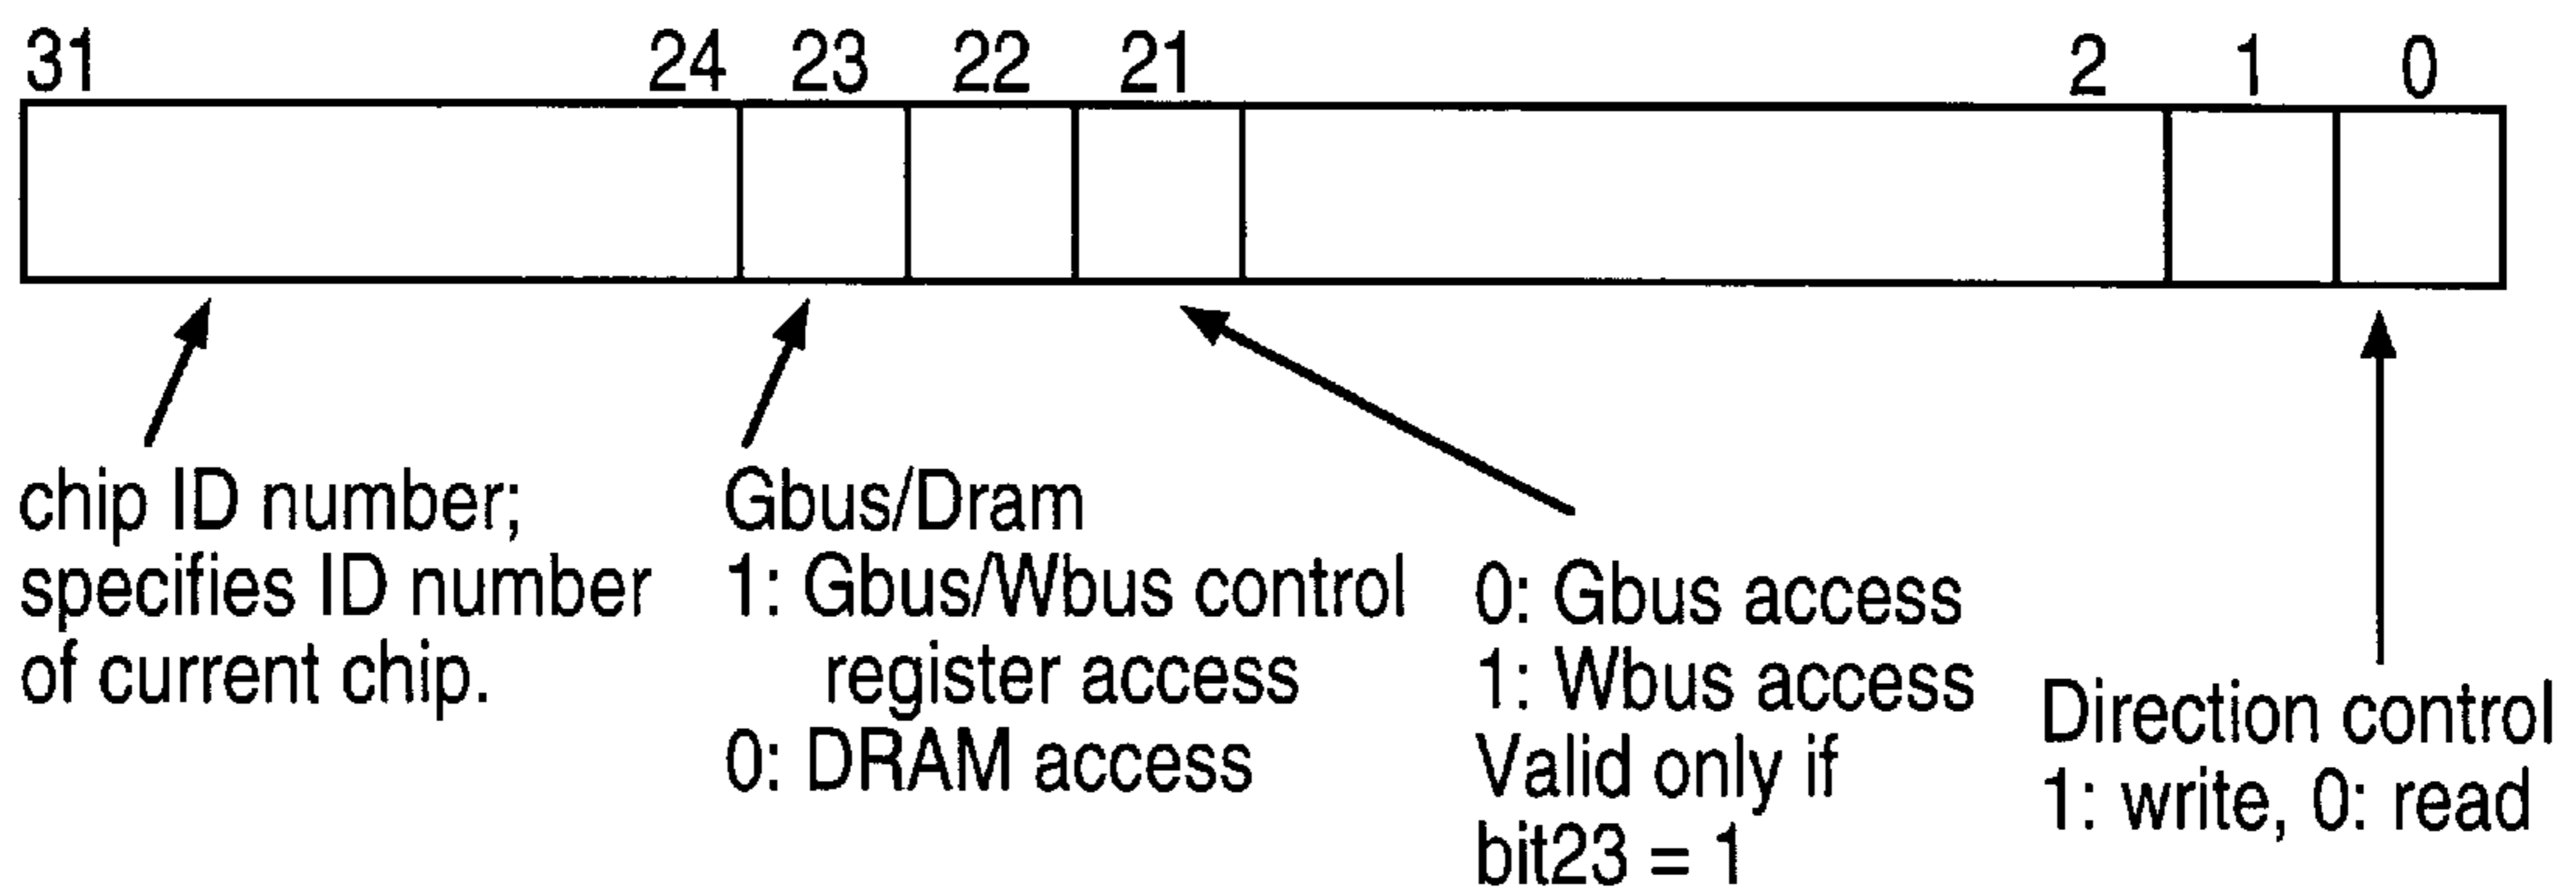 31 24 23 22 21 2 1 0
chip ID number;
specifies ID number
of current chip.
Gbus/Dram
1: Gbus/Wbus control
register access
0: DRAM access
0: Gbus access
1: Wbus access
Valid only if
bit23 = 1
Direction control
1: write, 0: read